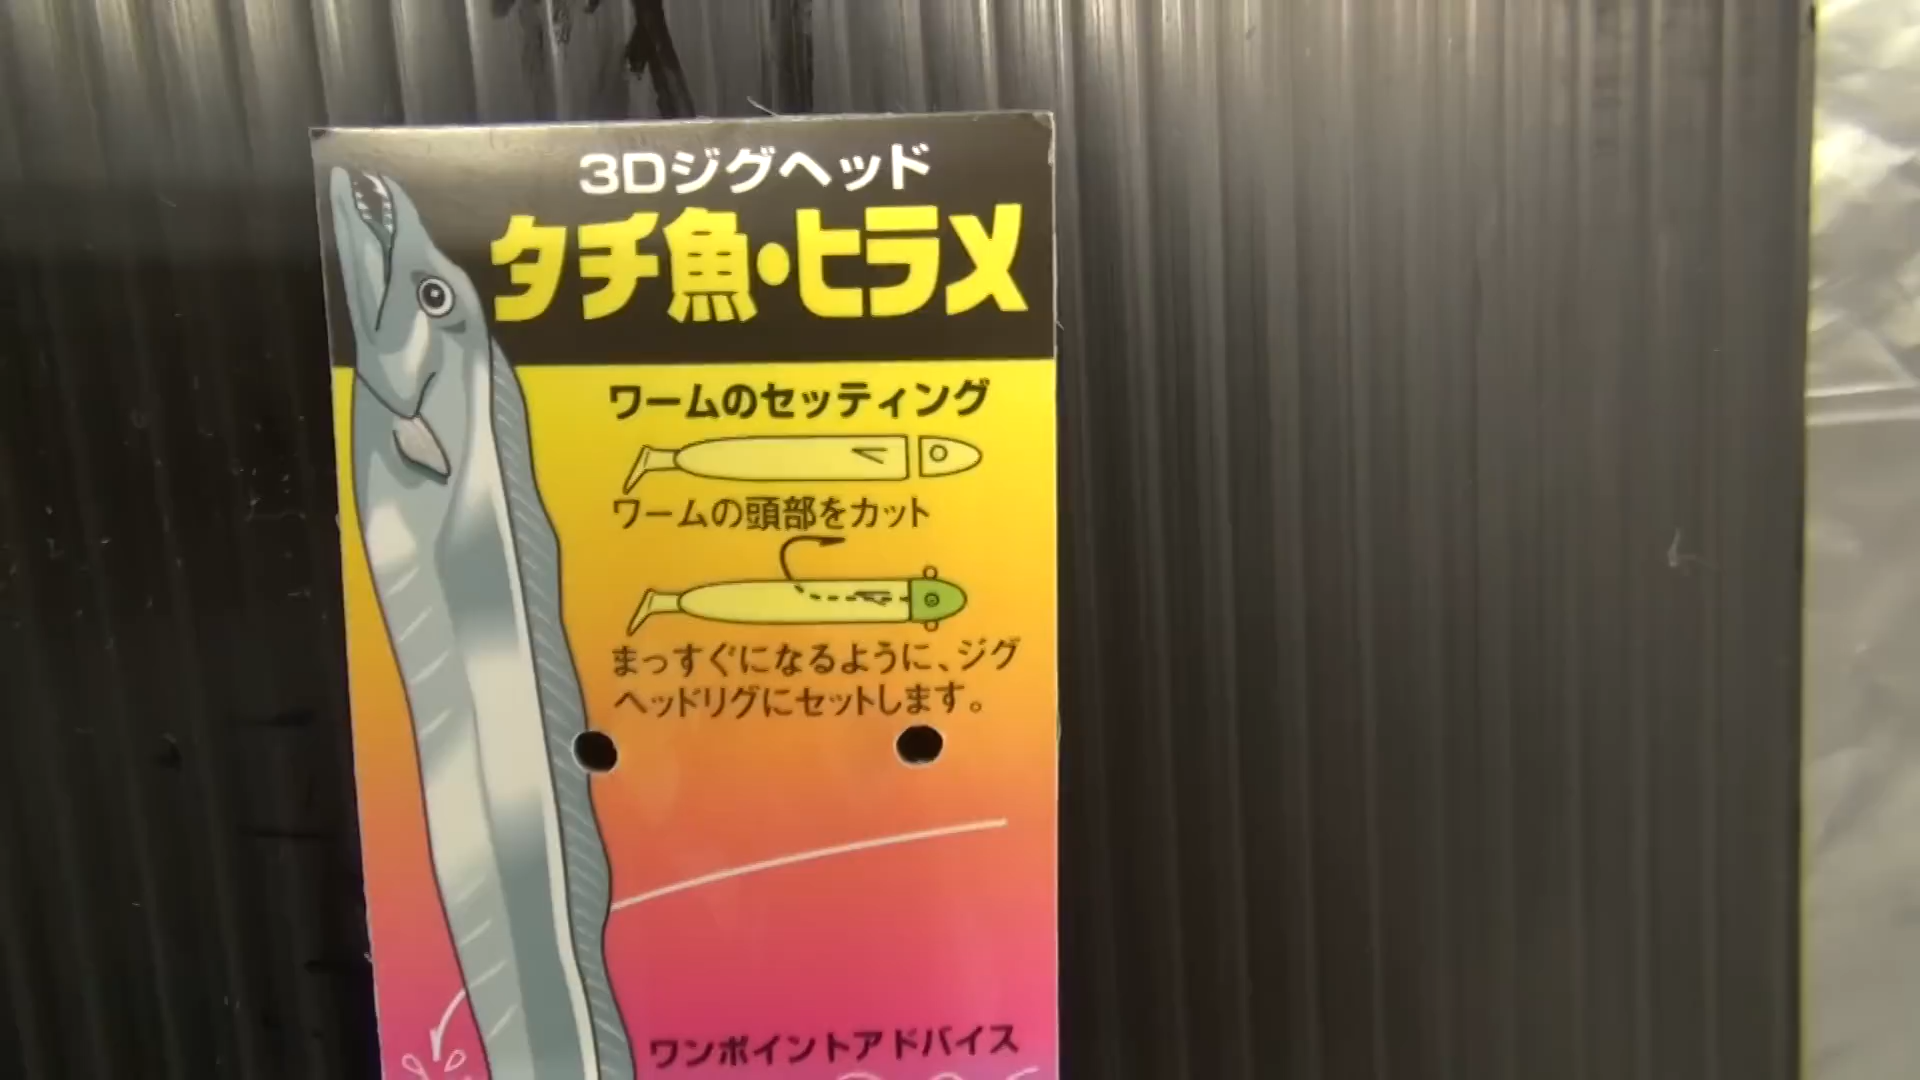 3Dジグヘッド
タチ魚・ヒラメ
ワームのセッティング
ワームの頭部をカット
まっすぐになるように、ジグ
ヘッドリグにセットします。
ワンポイントアドバイス